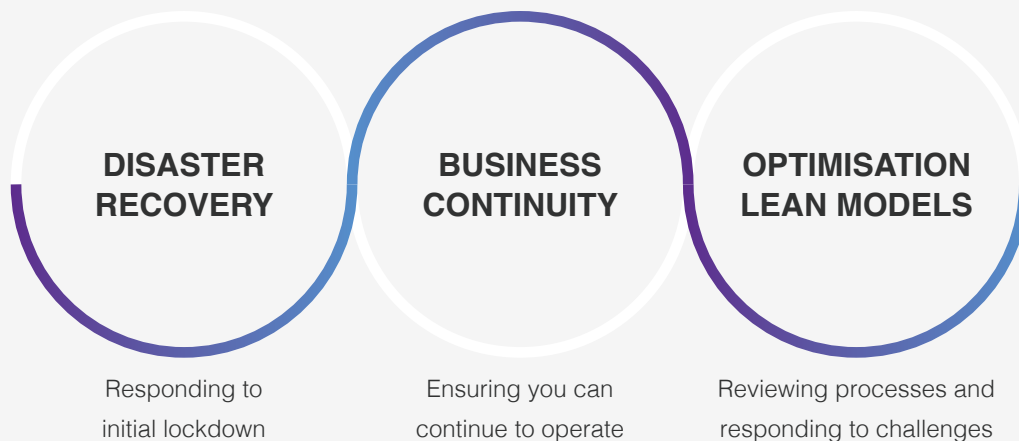 DISASTER
RECOVERY
BUSINESS
CONTINUITY
OPTIMISATION
LEAN MODELS
Responding to
initial lockdown
Ensuring you can
continue to operate
Reviewing processes and
responding to challenges